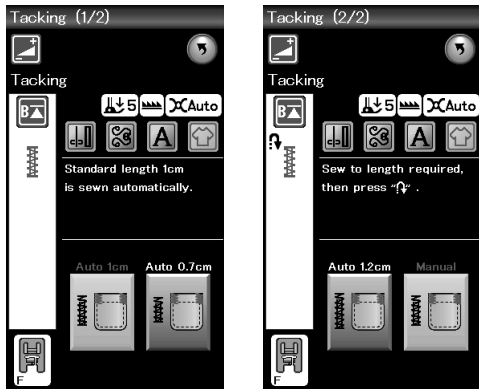 Tacking (1/2)
Tacking
B
5
Auto
A
Standard length 1cm
is sewn automatically.
Auto 1cm
Auto 0.7cm
F
Tacking (2/2)
Tacking
B
5
Auto
A
Sew to length required,
then press " ".
Auto 1.2cm
Manual
F